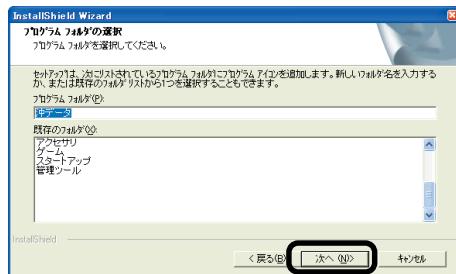 InstallShield Wizard
ﾌﾟﾛｸﾞﾗﾑ ﾌｫﾙﾀﾞの選択
ﾌﾟﾛｸﾞﾗﾑ ﾌｫﾙﾀﾞを選択してください。
ｾｯﾄｱｯﾌﾟは、次にﾘｽﾄされているﾌﾟﾛｸﾞﾗﾑ ﾌｫﾙﾀﾞにﾌﾟﾛｸﾞﾗﾑ ｱｲｺﾝを追加します。新しいﾌｫﾙﾀﾞ名を入力する
か、または既存のﾌｫﾙﾀﾞﾘｽﾄから1つを選択することもできます。
ﾌﾟﾛｸﾞﾗﾑ ﾌｫﾙﾀﾞ(P):
沖データ
既存のﾌｫﾙﾀﾞ(X):
アクセサリ
ゲーム
スタートアップ
管理ツール
InstallShield
< 戻る(B)
次へ (N)>
ｷｬﾝｾﾙ